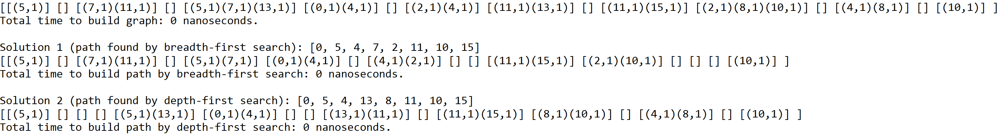 [[(5,1)] [] [(7,1)(11,1)] [] [(5,1)(7,1)(13,1)] [(0,1)(4,1)] [] [(2,1)(4,1)] [(11,1)(13,1)] [] [(11,1)(15,1)] [(2,1)(8,1)(10,1)] [] [(4,1)(8,1)] [] [(10,1)] ]
Total time to build graph: 0 nanoseconds.
Solution 1 (path found by breadth-first search): [0, 5, 4, 7, 2, 11, 10, 15]
[[(5,1)] [] [(7,1)(11,1)] [] [(5,1)(7,1)] [(0,1)(4,1)] [] [(4,1)(2,1)] [] [] [(11,1)(15,1)] [(2,1)(10,1)] [] [] [] [(10,1)] ]
Total time to build path by breadth-first search: 0 nanoseconds.
Solution 2 (path found by depth-first search): [0, 5, 4, 13, 8, 11, 10, 15]
[[(5,1)] [] [] [] [(5,1)(13,1)] [(0,1)(4,1)] [] [] [(13,1)(11,1)] [] [(11,1)(15,1)] [(8,1)(10,1)] [] [(4,1)(8,1)] [] [(10,1)] ]
Total time to build path by depth-first search: 0 nanoseconds.